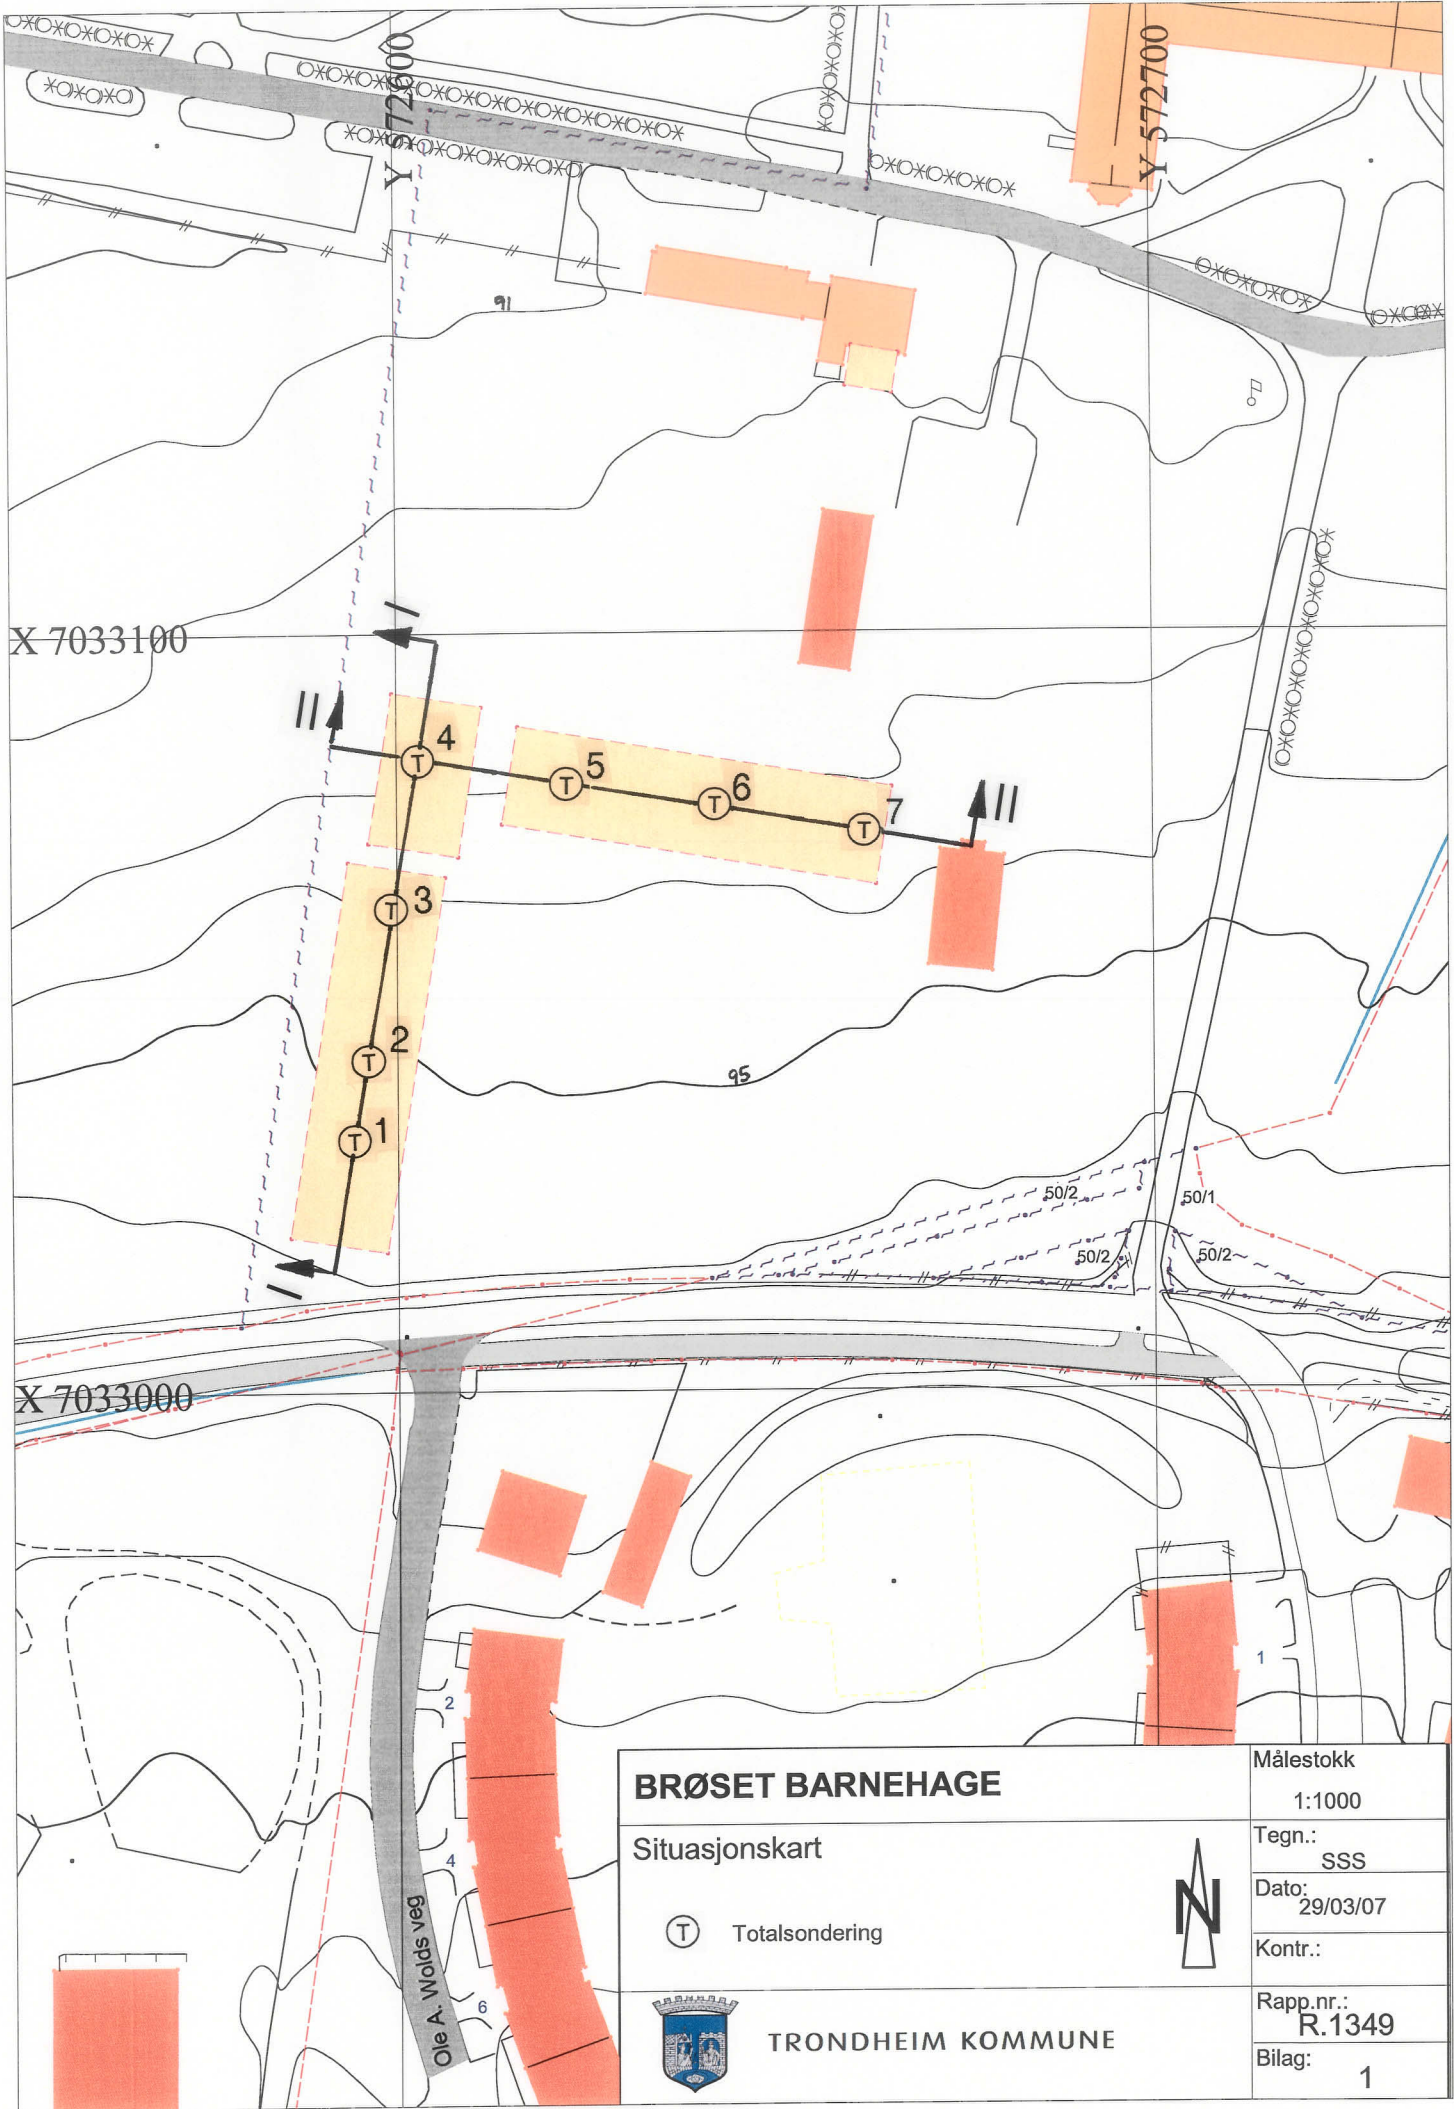 Y 572600
Y 572700
91
X 7033100
I
II
4
T
5
T
6
T
7
T
II
3
T
2
T
95
1
T
50/2
50/1
50/2
50/2
I
X 7033000
2
1
4
6
Ole A. Wolds veg
BRØSET BARNEHAGE
Målestokk
1:1000
Situasjonskart
Tegn.:
SSS
Dato:
29/03/07
T Totalsondering
N
Kontr.:
Rapp.nr.:
R.1349
TRONDHEIM KOMMUNE
Bilag:
1